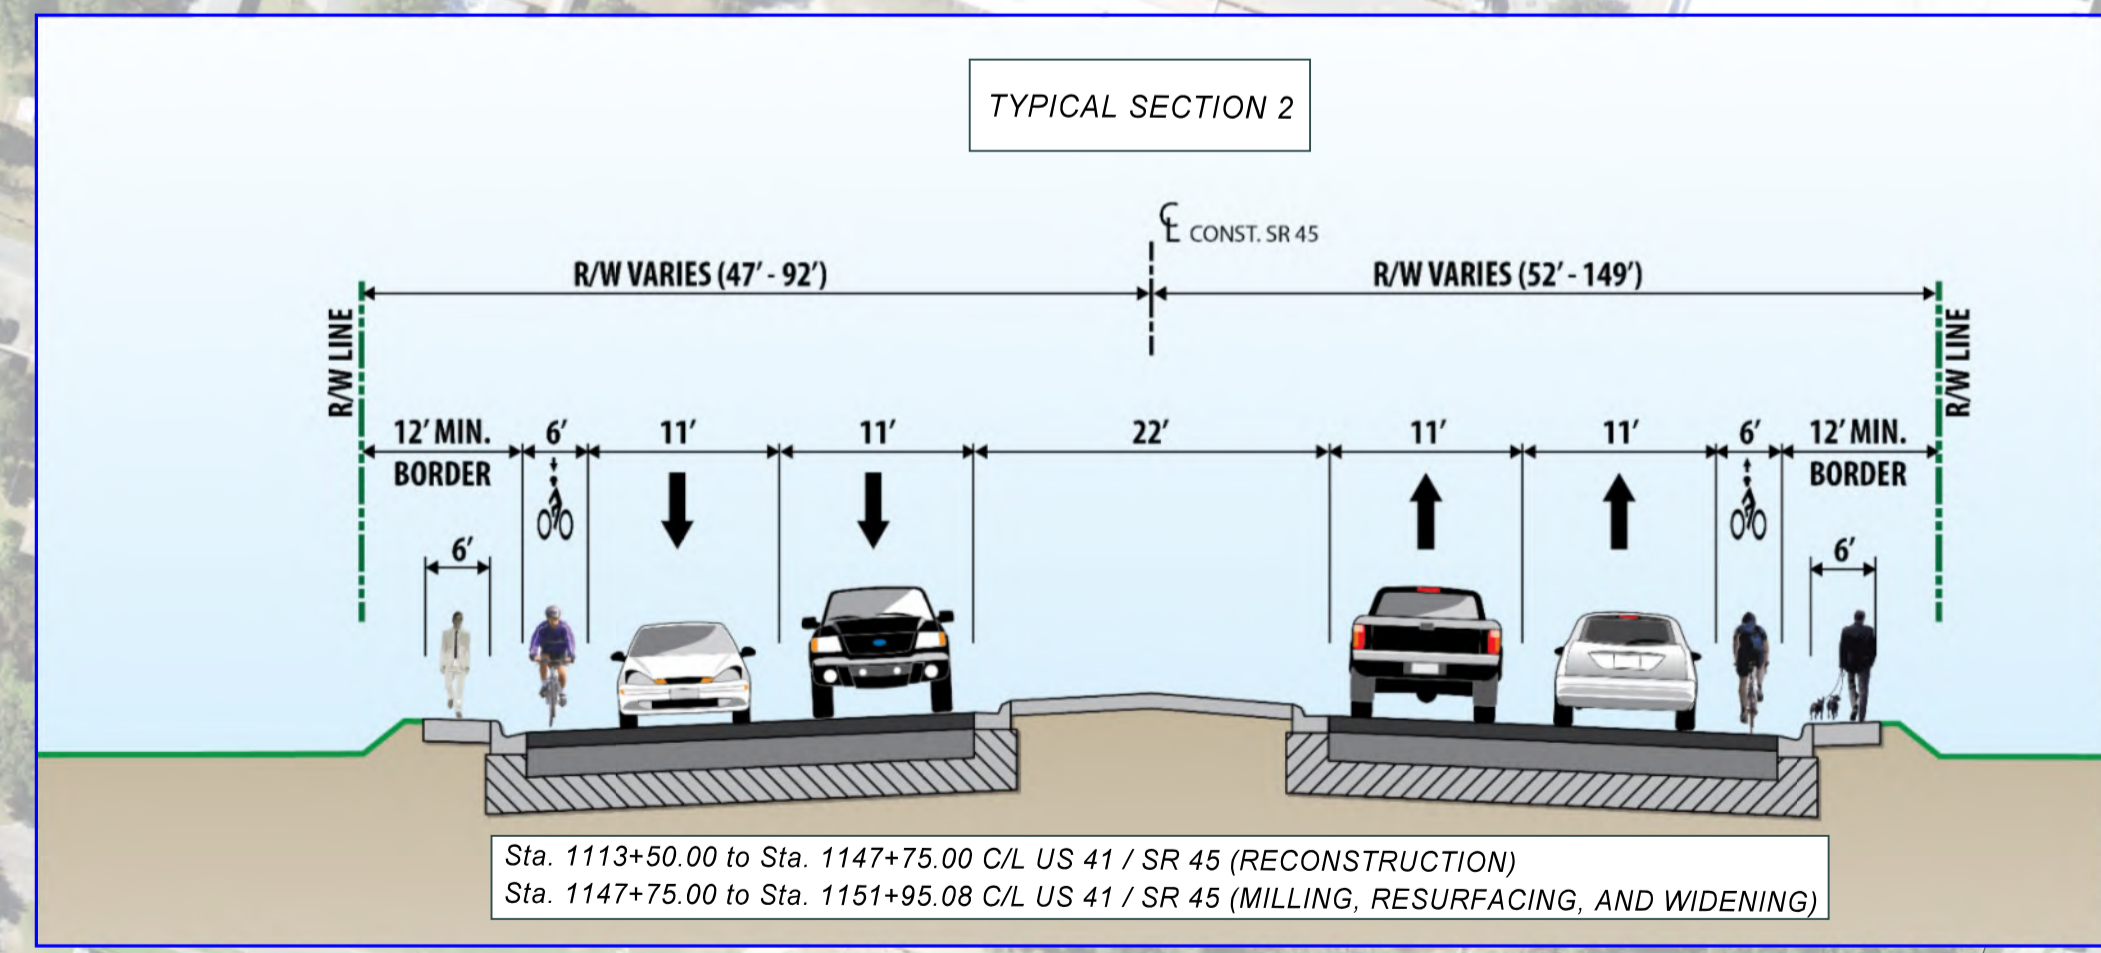 TYPICAL SECTION 2
℄ CONST. SR 45
R/W VARIES (47' - 92')
R/W VARIES (52' - 149')
R/W LINE
R/W LINE
12' MIN.
BORDER
6'
11'
11'
22'
11'
11'
6'
12' MIN.
BORDER
6'
6'
Sta. 1113+50.00 to Sta. 1147+75.00 C/L US 41 / SR 45 (RECONSTRUCTION)
Sta. 1147+75.00 to Sta. 1151+95.08 C/L US 41 / SR 45 (MILLING, RESURFACING, AND WIDENING)